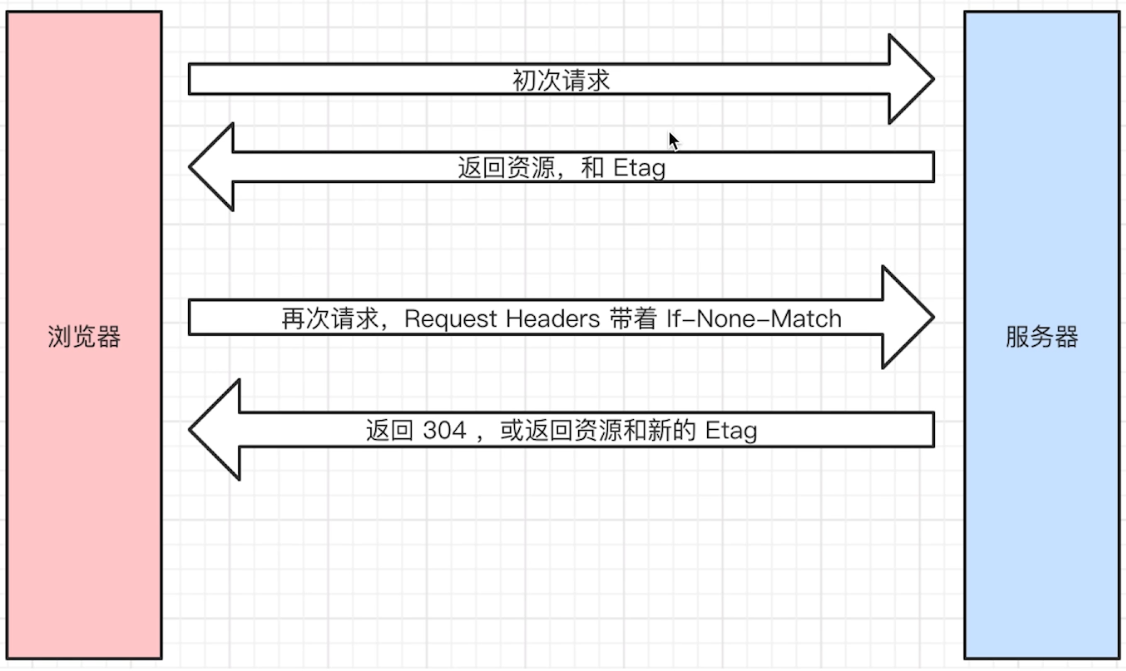 初次请求
返回资源，和 Etag
再次请求，Request Headers 带着 If-None-Match
浏览器
服务器
返回 304 ，或返回资源和新的 Etag